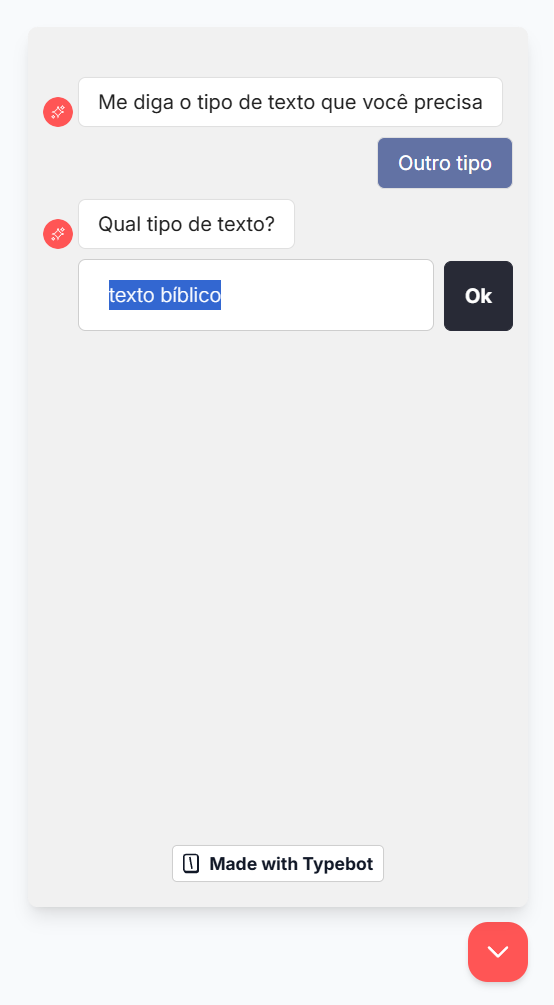 Me diga o tipo de texto que você precisa
Outro tipo
Qual tipo de texto?
texto bíblico
Ok
Made with Typebot